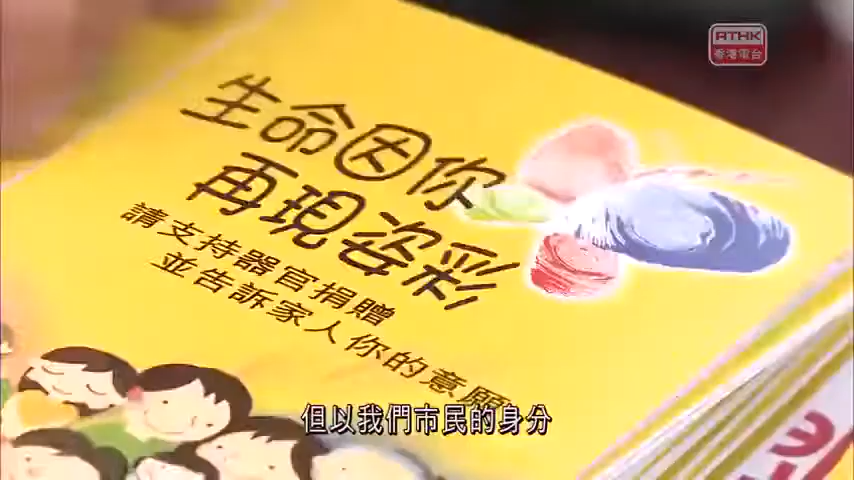 RTHK
香港電台
生命因你
再現姿彩
請支持器官捐贈
並告訴家人你的意願
但以我們市民的身分